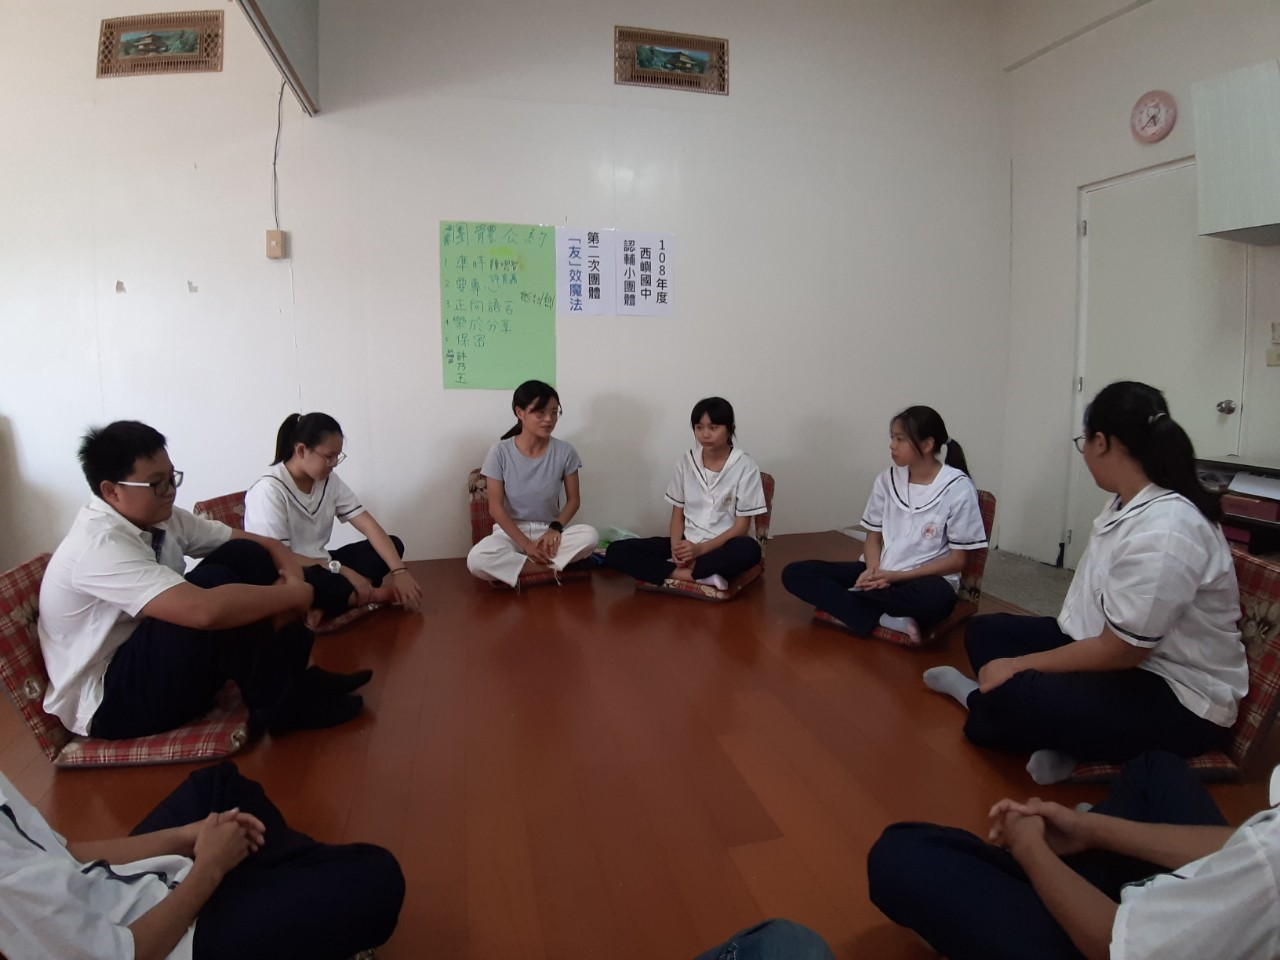 108年度
西嶼國中
認輔小團體
第二次團體
「友」效魔法
團體公約
1. 準時
2. 要專心
3. 正向語言
4. 樂於分享
5. 保密